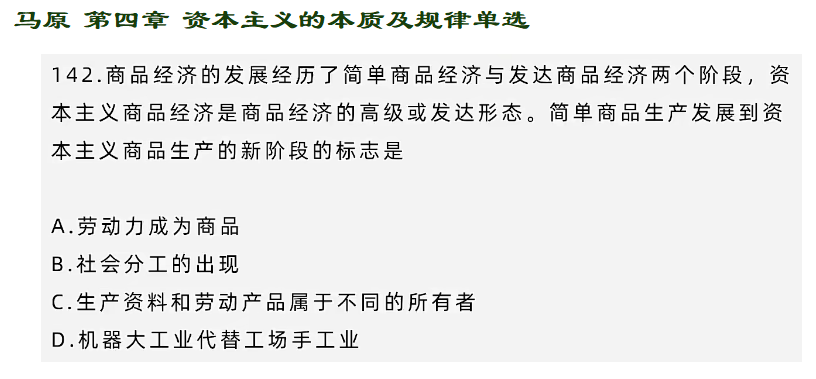 马原 第四章 资本主义的本质及规律单选
142.商品经济的发展经历了简单商品经济与发达商品经济两个阶段，资
本主义商品经济是商品经济的高级或发达形态。简单商品生产发展到资
本主义商品生产的新阶段的标志是
A.劳动力成为商品
B.社会分工的出现
C.生产资料和劳动产品属于不同的所有者
D.机器大工业代替工场手工业